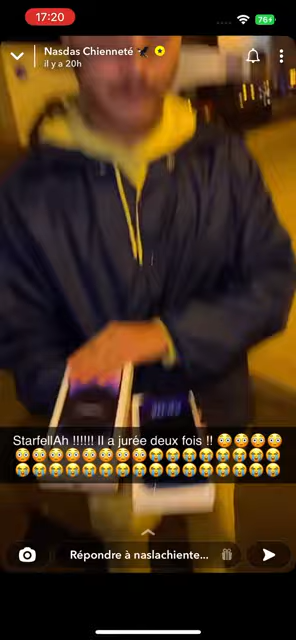 17:20
76
Nasdas Chienneté 🐕‍🦺
il y a 20h
StarfellAh !!!!!! Il a jurée deux fois !! 😳😳😳😳
😳😳😳😳😳😳😳😳😭😭😭😭😭😭😭😭
😭😭😭😭😭😭😭😭😭😭😭😭😭😭😭😭
Répondre à naslachiente...